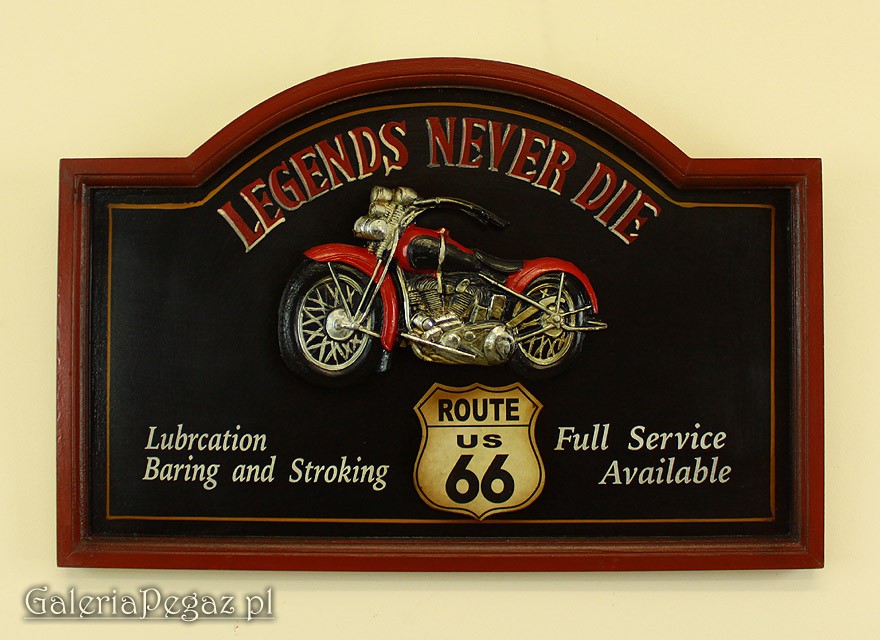 LEGENDS NEVER DIE
ROUTE
US
66
Lubrcation
Baring and Stroking
Full Service
Available
GaleriaPegaz.pl